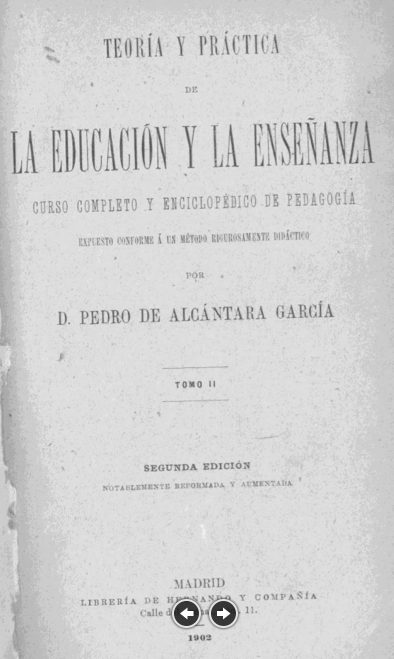 TEORÍA Y PRÁCTICA
DE
LA EDUCACIÓN Y LA ENSEÑANZA
CURSO COMPLETO Y ENCICLOPÉDICO DE PEDAGOGÍA
EXPUESTO CONFORME Á UN MÉTODO RIGUROSAMENTE DIDÁCTICO
POR
D. PEDRO DE ALCÁNTARA GARCÍA
TOMO II
SEGUNDA EDICIÓN
NOTABLEMENTE REFORMADA Y AUMENTADA
MADRID
LIBRERÍA DE HERNANDO Y COMPAÑÍA
Calle 11.
1902